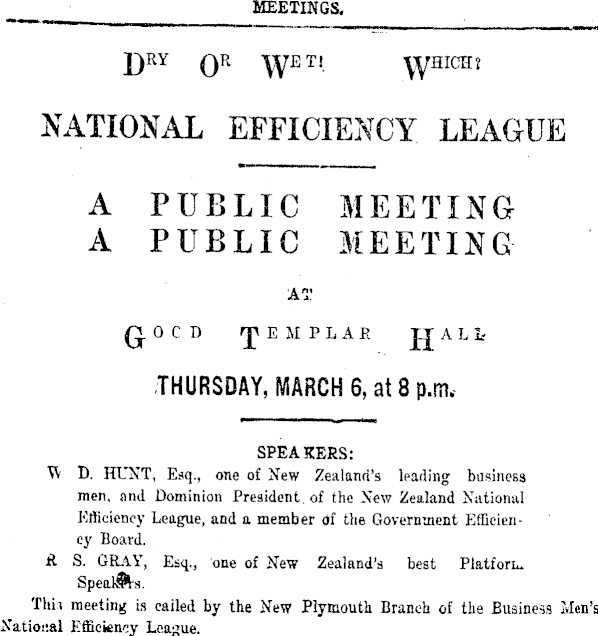 MEETINGS.
DRY OR WET! WHICH?
NATIONAL EFFICIENCY LEAGUE
A PUBLIC MEETING
A PUBLIC MEETING
AT
GOOD TEMPLAR HALL
THURSDAY, MARCH 6, at 8 p.m.
SPEAKERS:
W D. HUNT, Esq., one of New Zealand's leading business
men, and Dominion President of the New Zealand National
Efficiency League, and a member of the Government Efficien-
cy Board.
R S. GRAY, Esq., one of New Zealand's best Platform
Speakers.
This meeting is called by the New Plymouth Branch of the Business Men's
National Efficiency League.